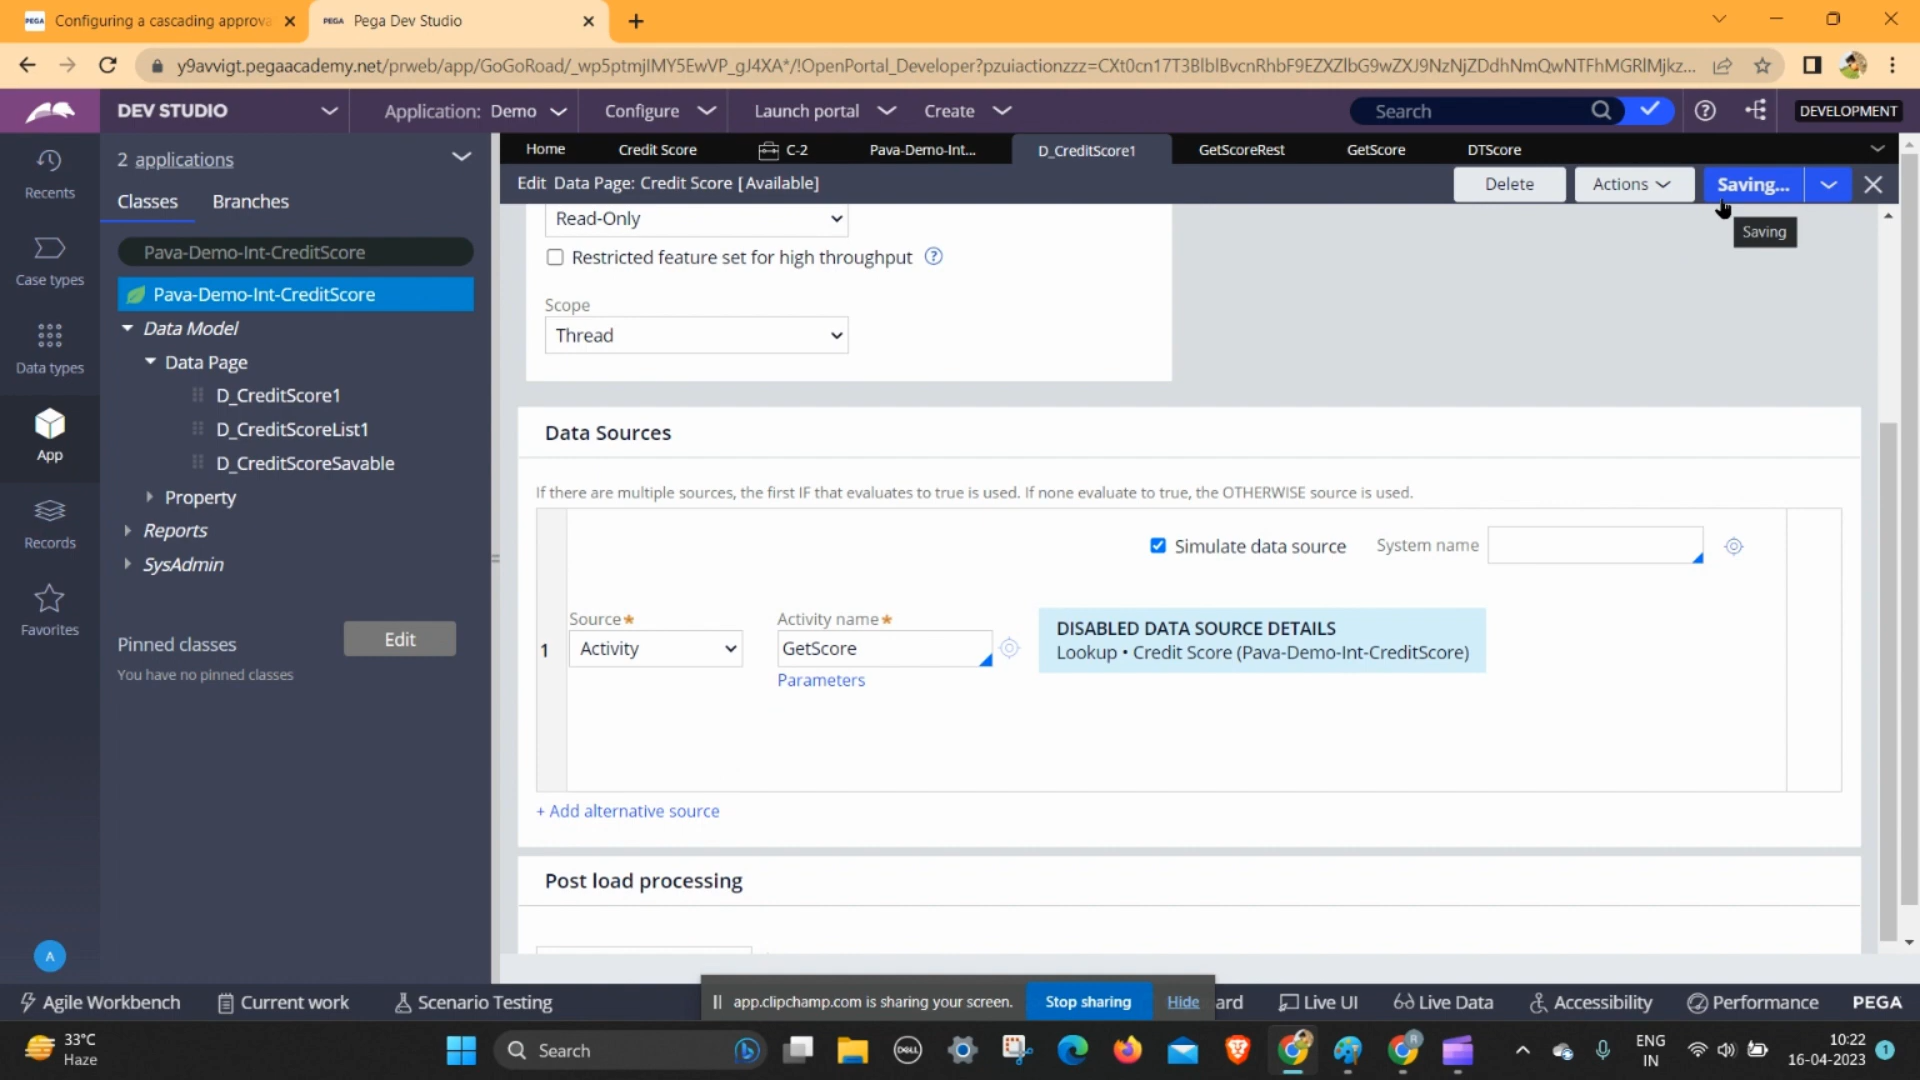 PEGA Configuring a cascading approva
PEGA Pega Dev Studio
y9avvigt.pegaacademy.net/prweb/app/GoGoRoad/_wp5ptmjIMY5EwVP_gJ4XA*/!OpenPortal_Developer?pzuiactionzzz=CXt0cn17T3BlblBvcnRhbF9EZXZlbG9wZXJ9NzNjZDdhNmQwNTFhMGRlMjkz...
DEV STUDIO
Application: Demo
Configure
Launch portal
Create
Search
DEVELOPMENT
Recents
Case types
Data types
App
Records
Favorites
A
2 applications
Classes
Branches
Pava-Demo-Int-CreditScore
Pava-Demo-Int-CreditScore
Data Model
Data Page
D_CreditScore1
D_CreditScoreList1
D_CreditScoreSavable
Property
Reports
SysAdmin
Pinned classes
Edit
You have no pinned classes
Home
Credit Score
C-2
Pava-Demo-Int...
D_CreditScore1
GetScoreRest
GetScore
DTScore
Edit Data Page: Credit Score [Available]
Delete
Actions
Saving...
Saving
Read-Only
Restricted feature set for high throughput
Scope
Thread
Data Sources
If there are multiple sources, the first IF that evaluates to true is used. If none evaluate to true, the OTHERWISE source is used.
Simulate data source
System name
Source*
Activity name*
1
Activity
GetScore
Parameters
DISABLED DATA SOURCE DETAILS
Lookup • Credit Score (Pava-Demo-Int-CreditScore)
+ Add alternative source
Post load processing
Agile Workbench
Current work
Scenario Testing
app.clipchamp.com is sharing your screen.
Stop sharing
Hide
ard
Live UI
Live Data
Accessibility
Performance
PEGA
33°C
Haze
Search
DELL
R
ENG
IN
10:22
16-04-2023
1